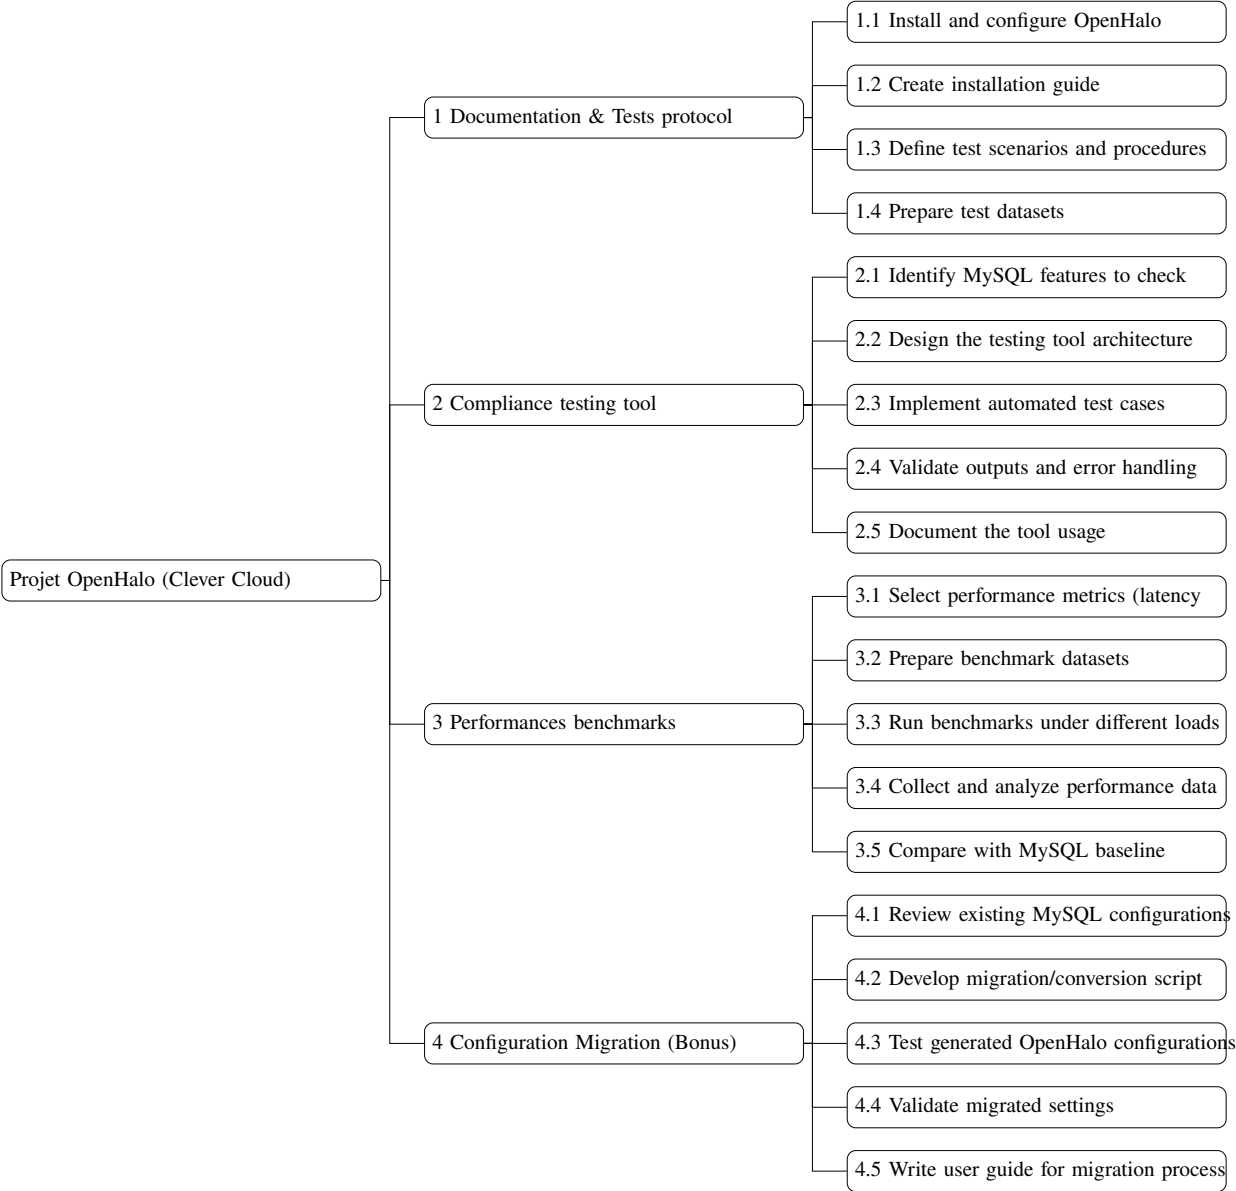 Projet OpenHalo (Clever Cloud)
1 Documentation & Tests protocol
1.1 Install and configure OpenHalo
1.2 Create installation guide
1.3 Define test scenarios and procedures
1.4 Prepare test datasets
2 Compliance testing tool
2.1 Identify MySQL features to check
2.2 Design the testing tool architecture
2.3 Implement automated test cases
2.4 Validate outputs and error handling
2.5 Document the tool usage
3 Performances benchmarks
3.1 Select performance metrics (latency
3.2 Prepare benchmark datasets
3.3 Run benchmarks under different loads
3.4 Collect and analyze performance data
3.5 Compare with MySQL baseline
4 Configuration Migration (Bonus)
4.1 Review existing MySQL configurations
4.2 Develop migration/conversion script
4.3 Test generated OpenHalo configurations
4.4 Validate migrated settings
4.5 Write user guide for migration process